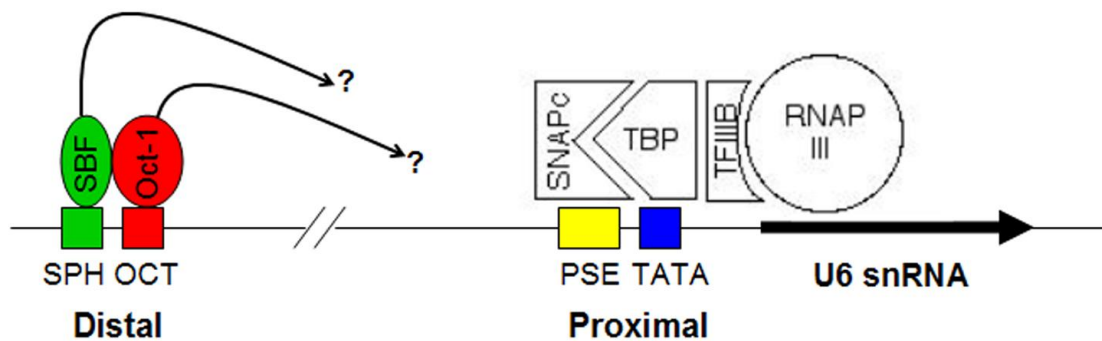 ?
?
SBF
Oct-1
SNAPc
TBP
TFIIIB
RNAP
III
SPH OCT
PSE TATA
U6 snRNA
Distal
Proximal